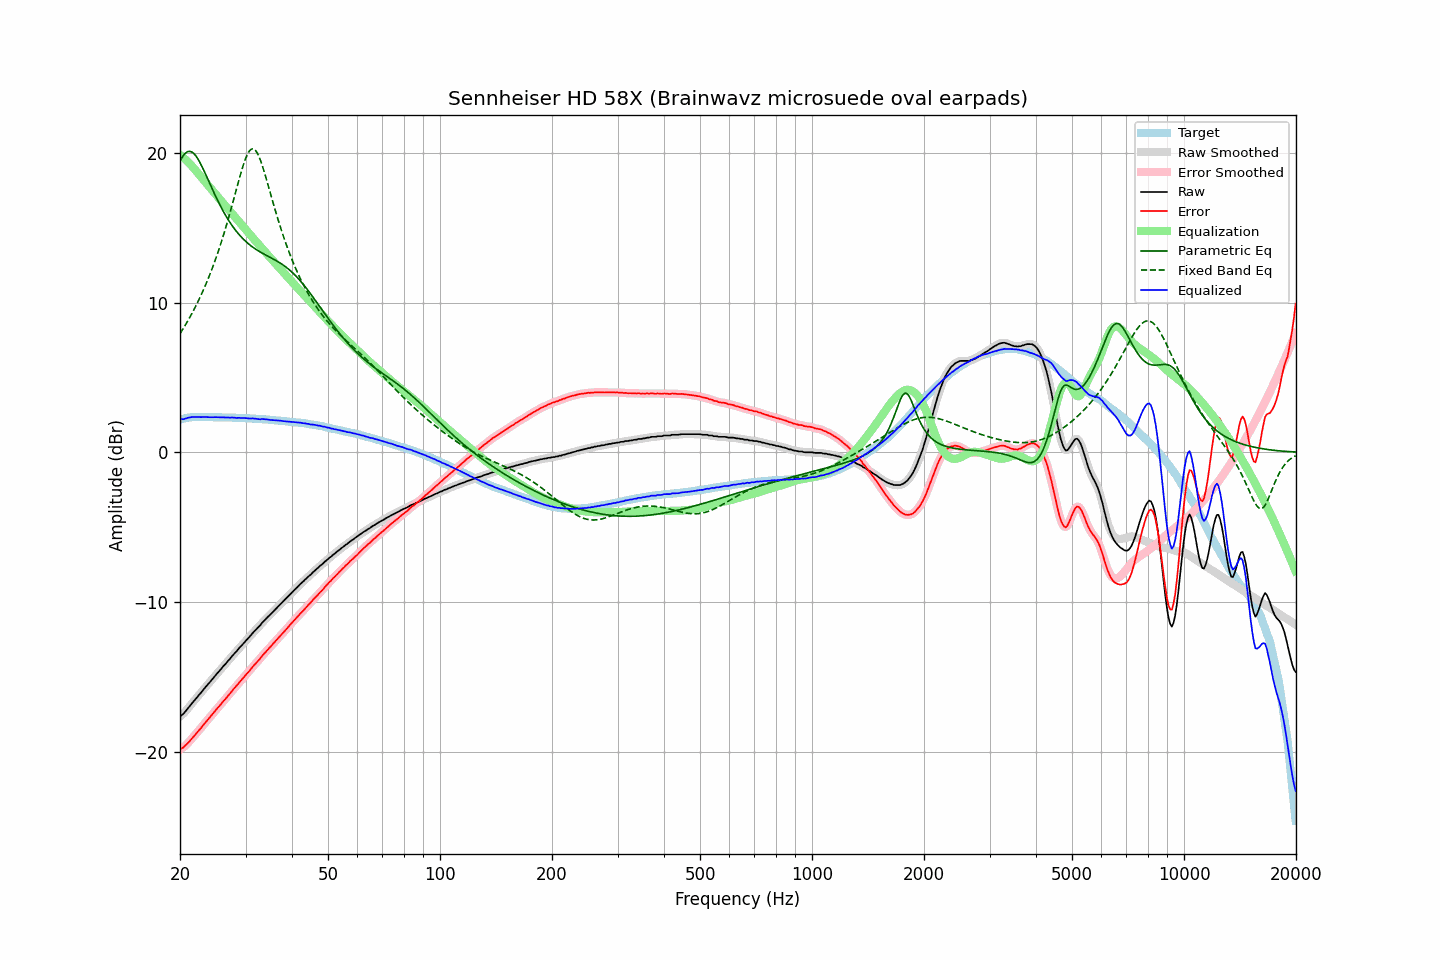 Sennheiser HD 58X (Brainwavz microsuede oval earpads)
Target
Raw Smoothed
Error Smoothed
Raw
Error
Equalization
Parametric Eq
Fixed Band Eq
Equalized
20
10
0
−10
−20
Amplitude (dBr)
20 50 100 200 500 1000 2000 5000 10000 20000
Frequency (Hz)